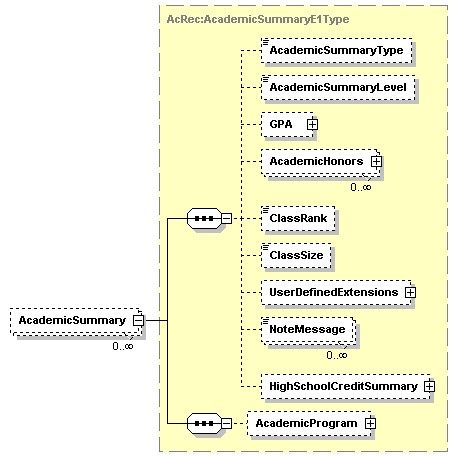 AcRec:AcademicSummaryE1Type
AcademicSummaryType
AcademicSummaryLevel
GPA
AcademicHonors
0..∞
ClassRank
ClassSize
UserDefinedExtensions
AcademicSummary
0..∞
NoteMessage
0..∞
HighSchoolCreditSummary
AcademicProgram